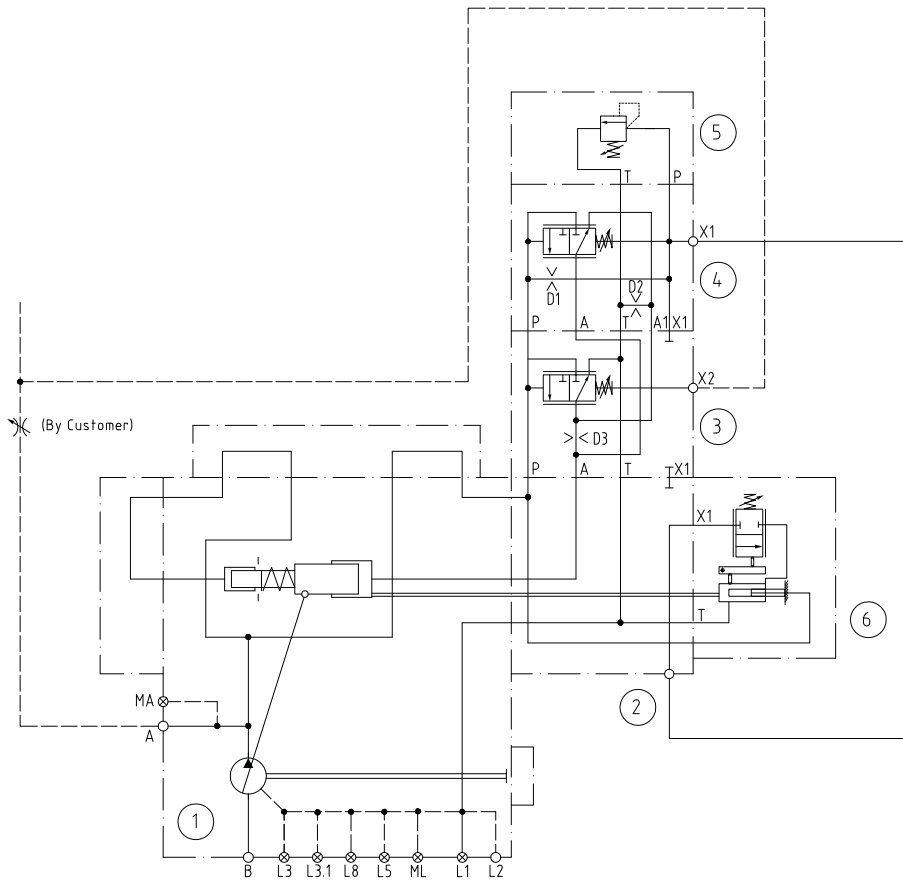 5
T P
X1
4
D2
D1
P A T A1 X1
X2
(By Customer)
3
D3
P A T X1
X1
T
6
MA
2
A
1
B L3 L3.1 L8 L5 ML L1 L2